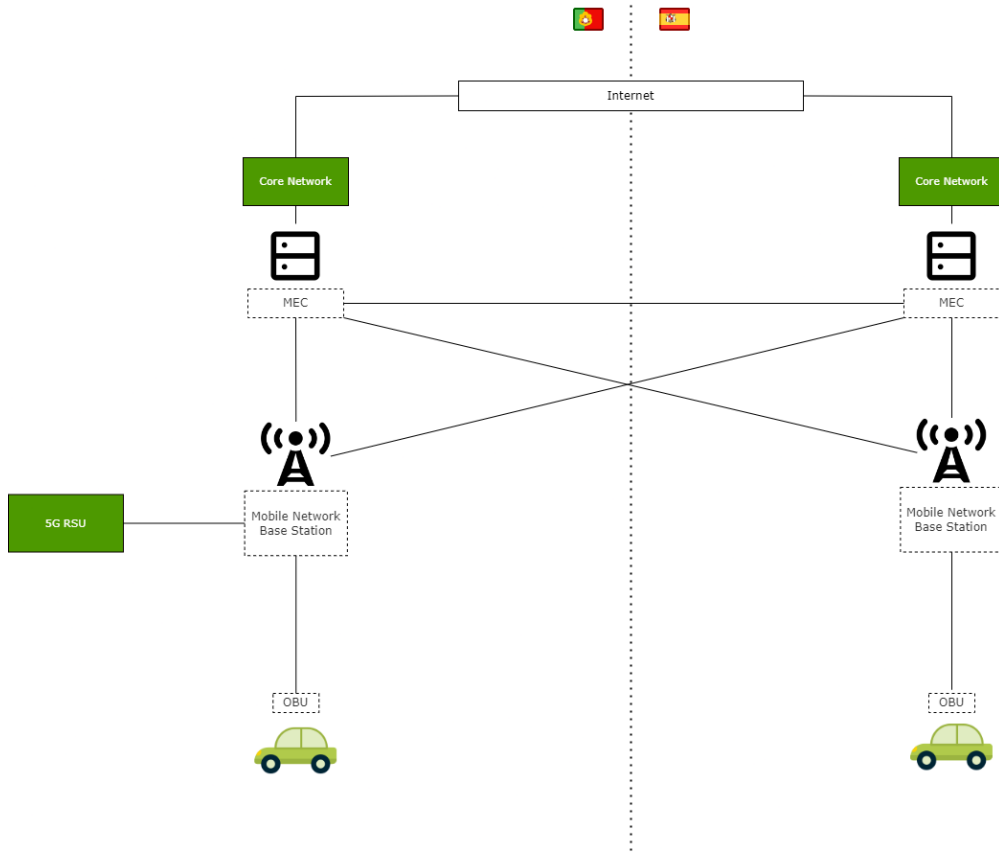 Internet
Core Network
Core Network
MEC
MEC
Mobile Network
Base Station
Mobile Network
Base Station
5G RSU
OBU
OBU